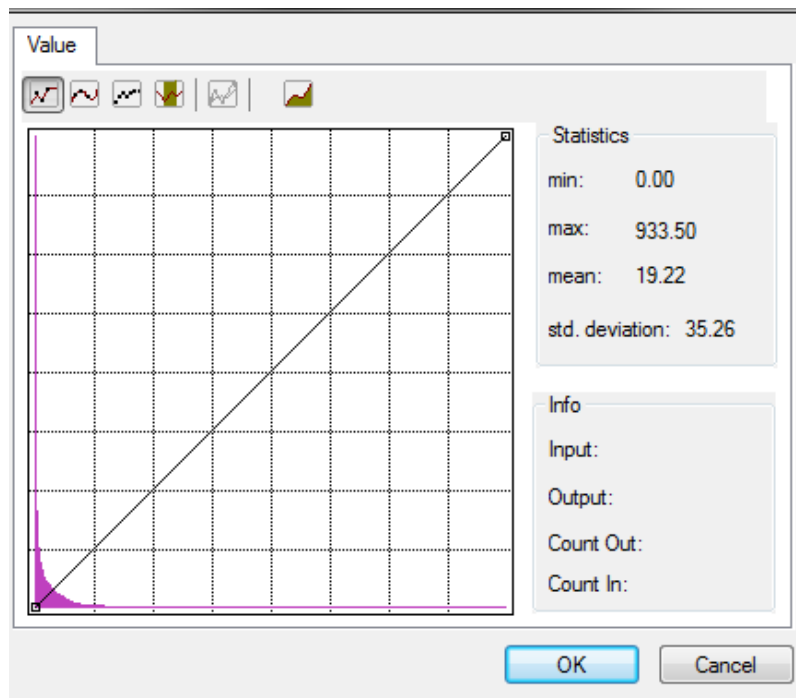 Value
Statistics
min: 0.00
max: 933.50
mean: 19.22
std. deviation: 35.26
Info
Input:
Output:
Count Out:
Count In:
OK Cancel